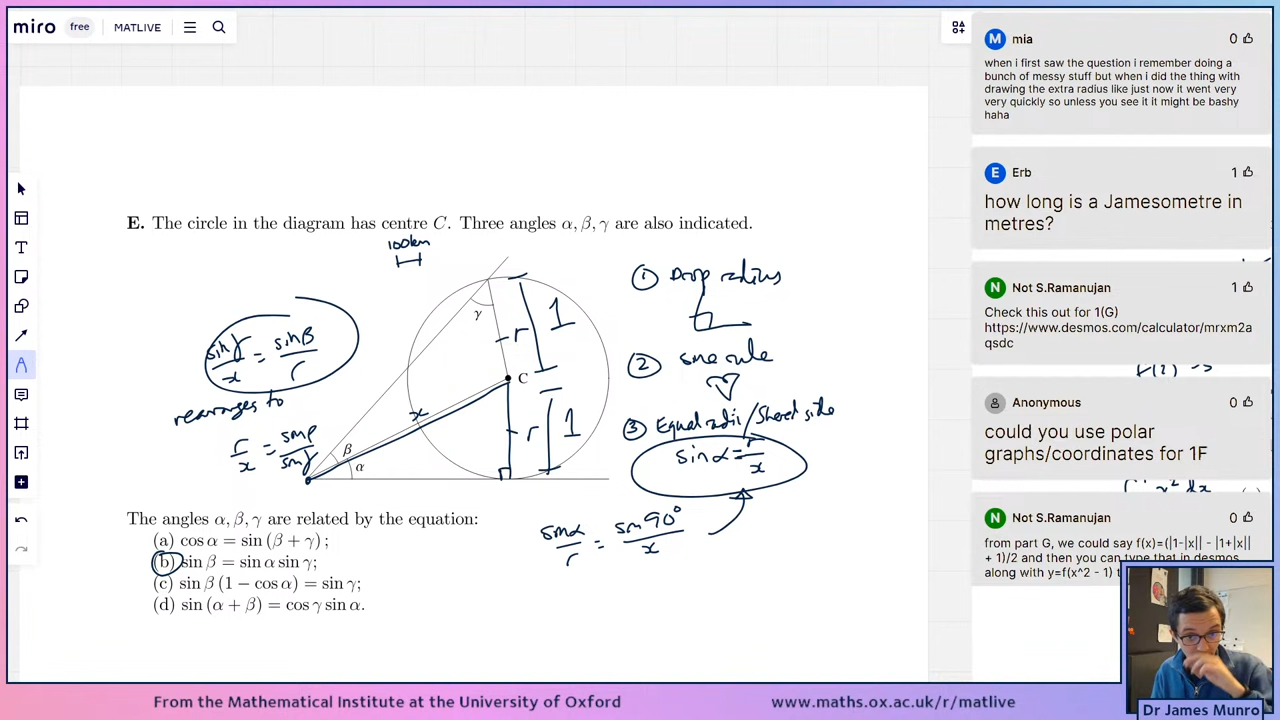 miro free MATLIVE
E. The circle in the diagram has centre C. Three angles α, β, γ are also indicated.
100km
γ
r
1
C
x
r
1
β
α
sin γ / x = sin β / r
rearranges to
r / x = sin β / sin γ
① Drop radius
② sine rule
③ Equal radii / Shared side
sin α = r / x
sin α / r = sin 90° / x
The angles α, β, γ are related by the equation:
(a) cos α = sin (β + γ) ;
(b) sin β = sin α sin γ;
(c) sin β (1 − cos α) = sin γ;
(d) sin (α + β) = cos γ sin α.
M mia 0
when i first saw the question i remember doing a
bunch of messy stuff but when i did the thing with
drawing the extra radius like just now it went very
very quickly so unless you see it it might be bashy
haha
E Erb 1
how long is a Jamesometre in
metres?
N Not S.Ramanujan 1
Check this out for 1(G)
https://www.desmos.com/calculator/mrxm2a
qsdc
Anonymous 0
could you use polar
graphs/coordinates for 1F
N Not S.Ramanujan 0
from part G, we could say f(x)=(|1-|x|| - |1+|x||
+ 1)/2 and then you can type that in desmos
along with y=f(x^2 - 1)
Dr James Munro
From the Mathematical Institute at the University of Oxford
www.maths.ox.ac.uk/r/matlive